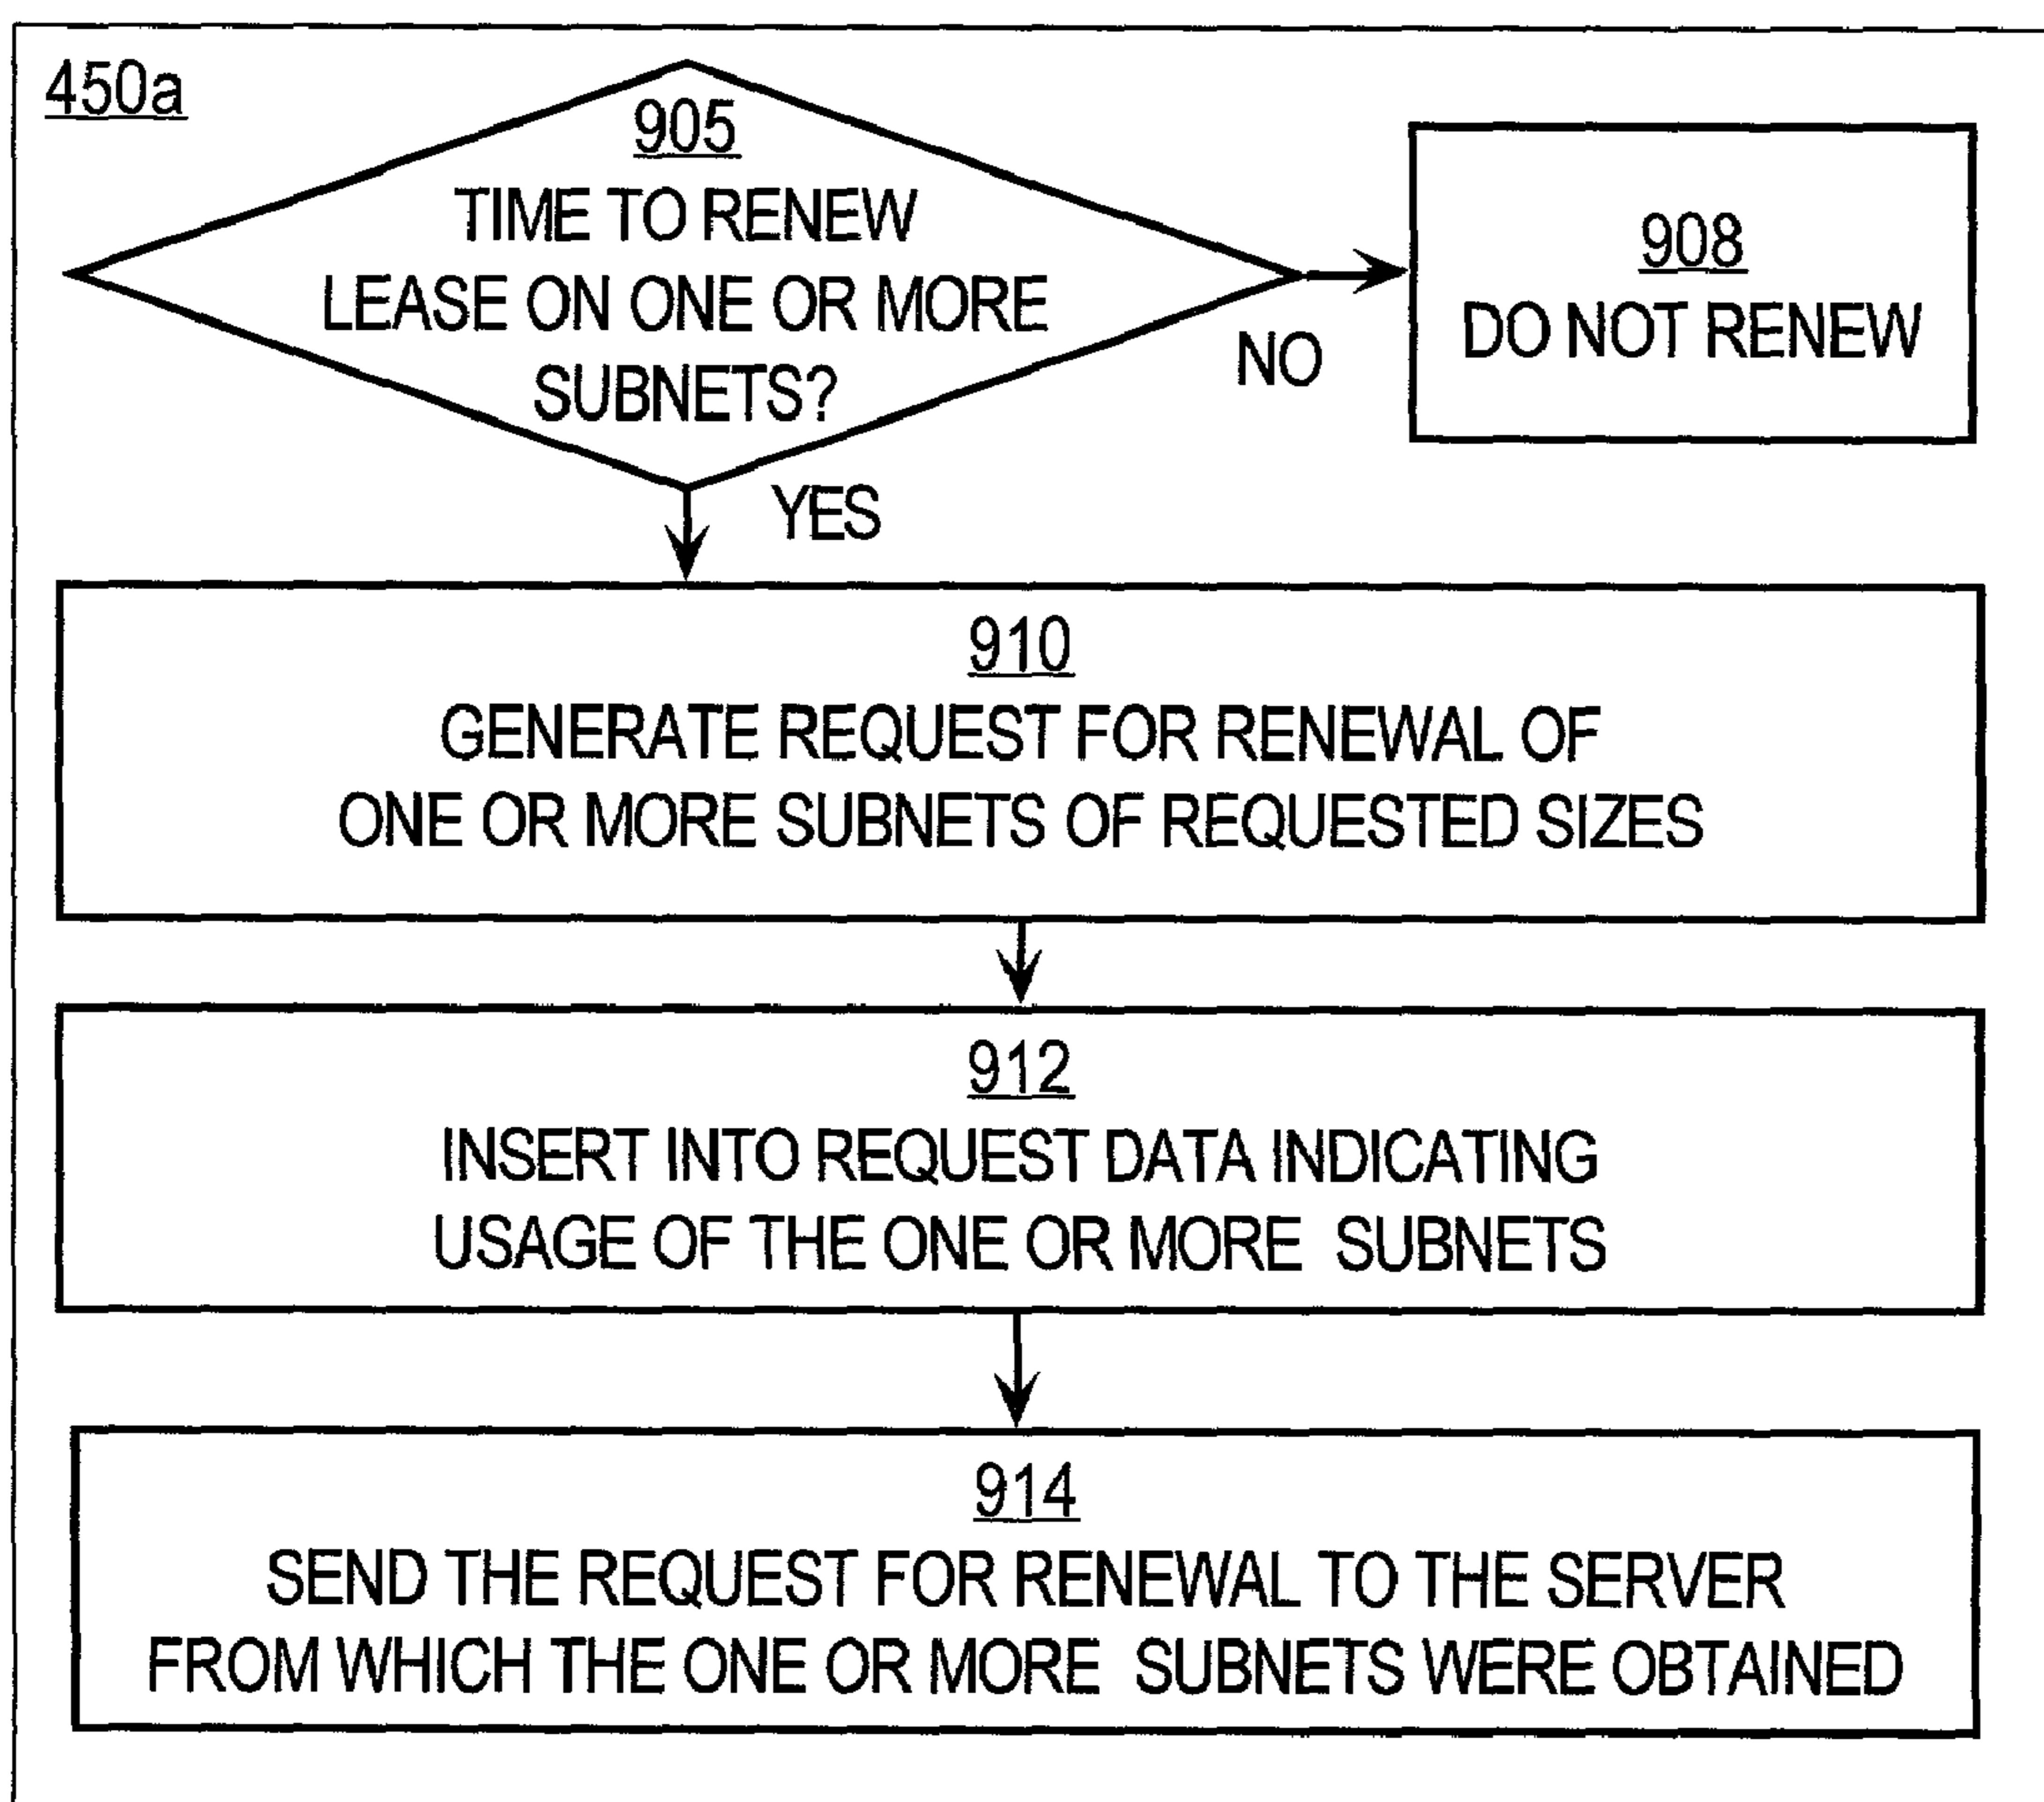 450a
905
TIME TO RENEW
LEASE ON ONE OR MORE
SUBNETS?
NO
908
DO NOT RENEW
YES
910
GENERATE REQUEST FOR RENEWAL OF
ONE OR MORE SUBNETS OF REQUESTED SIZES
912
INSERT INTO REQUEST DATA INDICATING
USAGE OF THE ONE OR MORE SUBNETS
914
SEND THE REQUEST FOR RENEWAL TO THE SERVER
FROM WHICH THE ONE OR MORE SUBNETS WERE OBTAINED